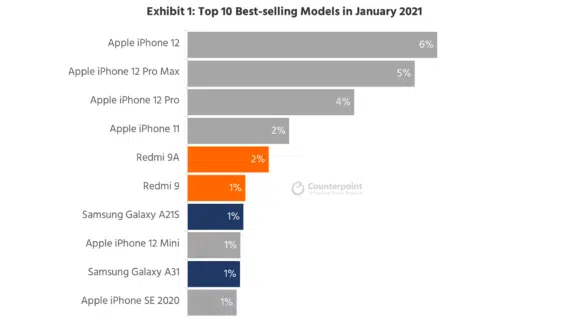 Exhibit 1: Top 10 Best-selling Models in January 2021
Apple iPhone 12 6%
Apple iPhone 12 Pro Max 5%
Apple iPhone 12 Pro 4%
Apple iPhone 11 2%
Redmi 9A 2%
Redmi 9 1%
Counterpoint
Samsung Galaxy A21S 1%
Apple iPhone 12 Mini 1%
Samsung Galaxy A31 1%
Apple iPhone SE 2020 1%